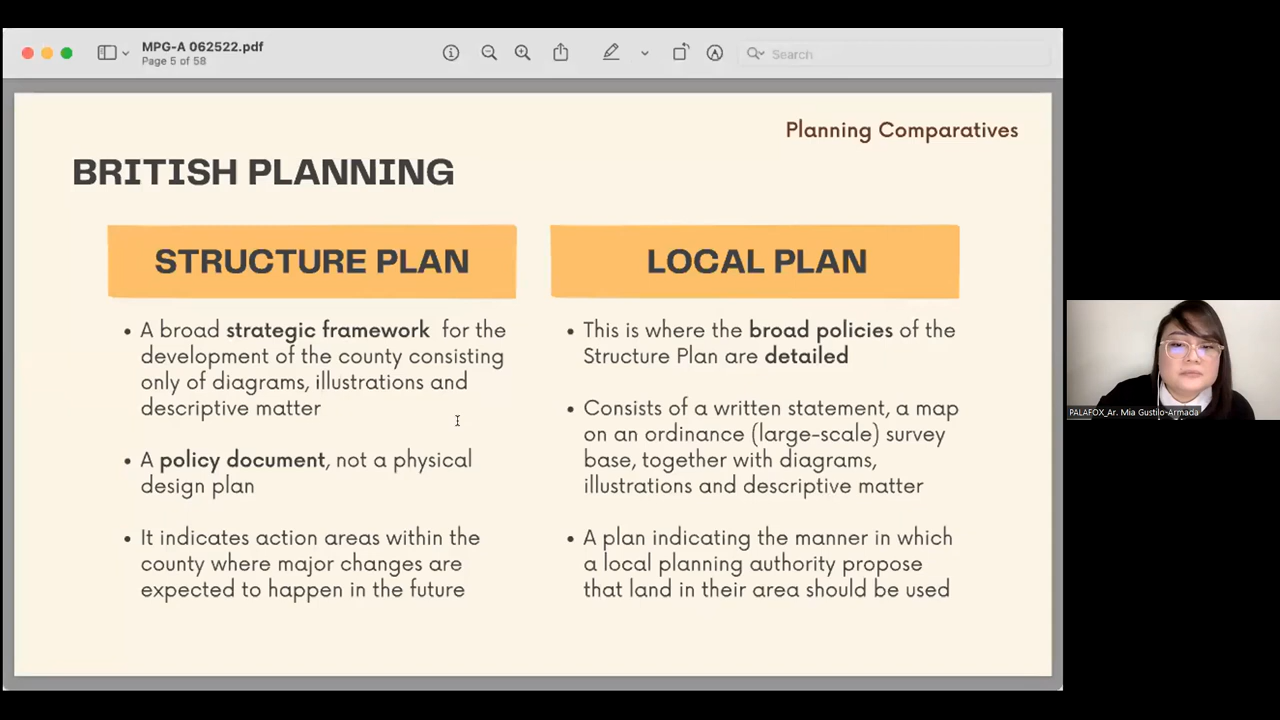 MPG-A 062522.pdf
Page 5 of 58
Search
Planning Comparatives
BRITISH PLANNING
STRUCTURE PLAN
• A broad strategic framework for the
development of the county consisting
only of diagrams, illustrations and
descriptive matter
• A policy document, not a physical
design plan
• It indicates action areas within the
county where major changes are
expected to happen in the future
LOCAL PLAN
• This is where the broad policies of the
Structure Plan are detailed
• Consists of a written statement, a map
on an ordinance (large-scale) survey
base, together with diagrams,
illustrations and descriptive matter
• A plan indicating the manner in which
a local planning authority propose
that land in their area should be used
PALAFOX_Ar. Mia Gustilo-Armada